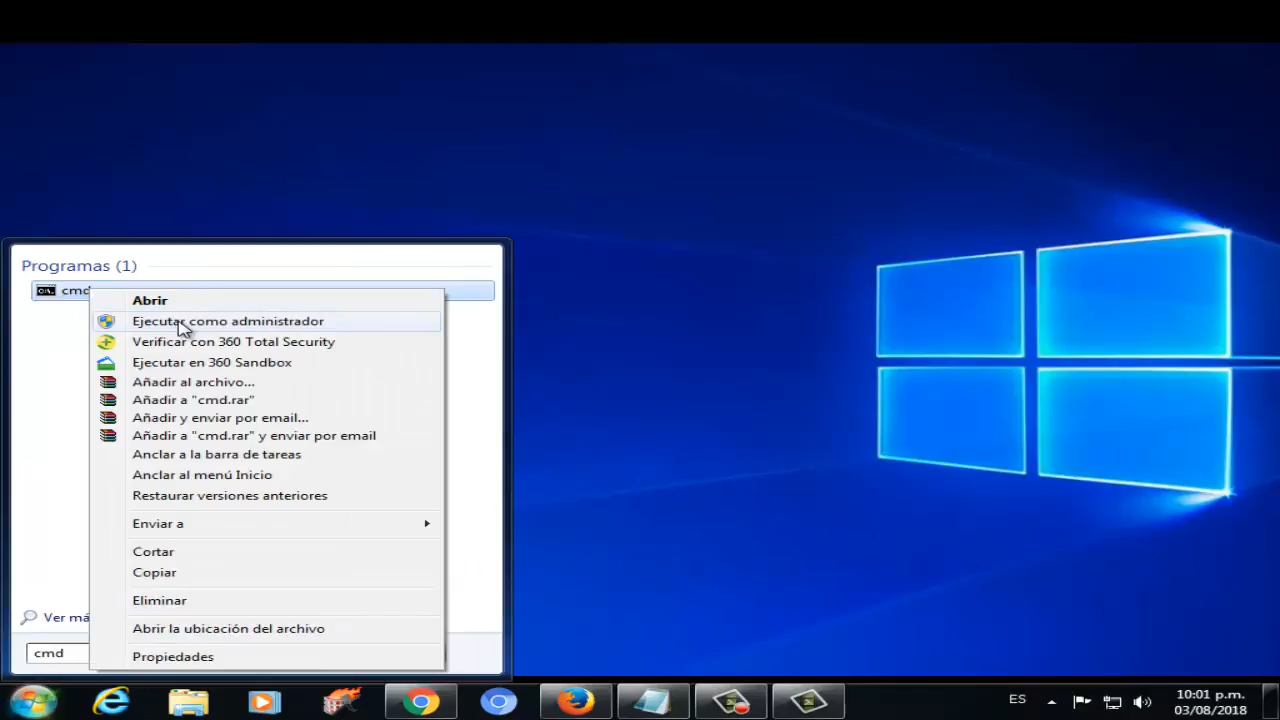 Programas (1)
cmd
Abrir
Ejecutar como administrador
Verificar con 360 Total Security
Ejecutar en 360 Sandbox
Añadir al archivo...
Añadir a "cmd.rar"
Añadir y enviar por email...
Añadir a "cmd.rar" y enviar por email
Anclar a la barra de tareas
Anclar al menú Inicio
Restaurar versiones anteriores
Enviar a
Cortar
Copiar
Eliminar
Ver má
Abrir la ubicación del archivo
cmd
Propiedades
ES
10:01 p.m.
03/08/2018